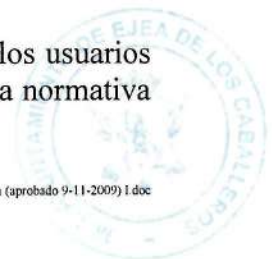 los usuarios
a normativa
(aprobado 9-11-2009) I.doc
DE EJEA DE LOS CABALLEROS